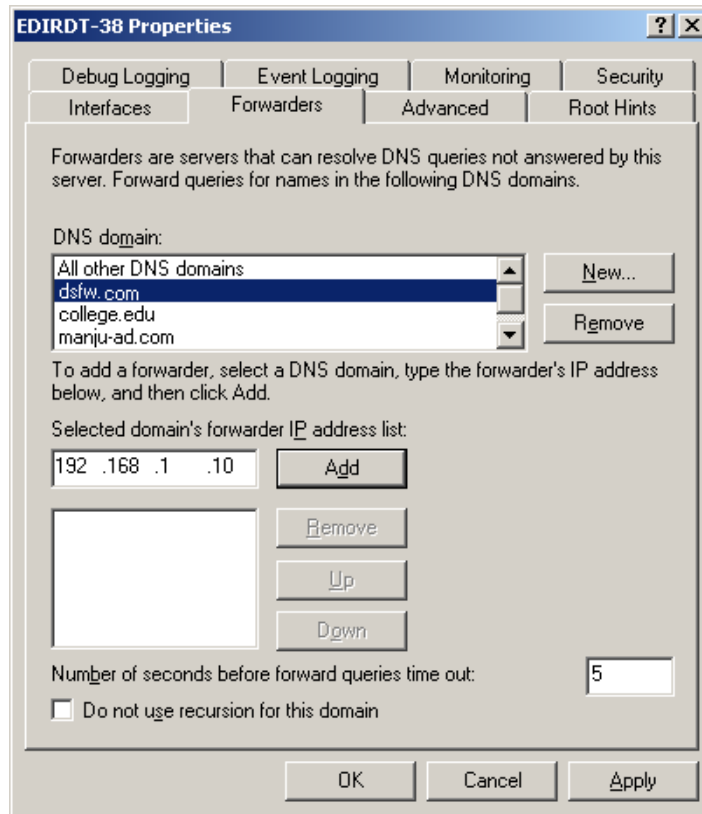 EDIRDT-38 Properties
Debug Logging Event Logging Monitoring Security
Interfaces Forwarders Advanced Root Hints
Forwarders are servers that can resolve DNS queries not answered by this
server. Forward queries for names in the following DNS domains.
DNS domain:
All other DNS domains
dsfw.com
college.edu
manju-ad.com
New...
Remove
To add a forwarder, select a DNS domain, type the forwarder's IP address
below, and then click Add.
Selected domain's forwarder IP address list:
192 .168 .1 .10 Add
Remove
Up
Down
Number of seconds before forward queries time out: 5
Do not use recursion for this domain
OK Cancel Apply